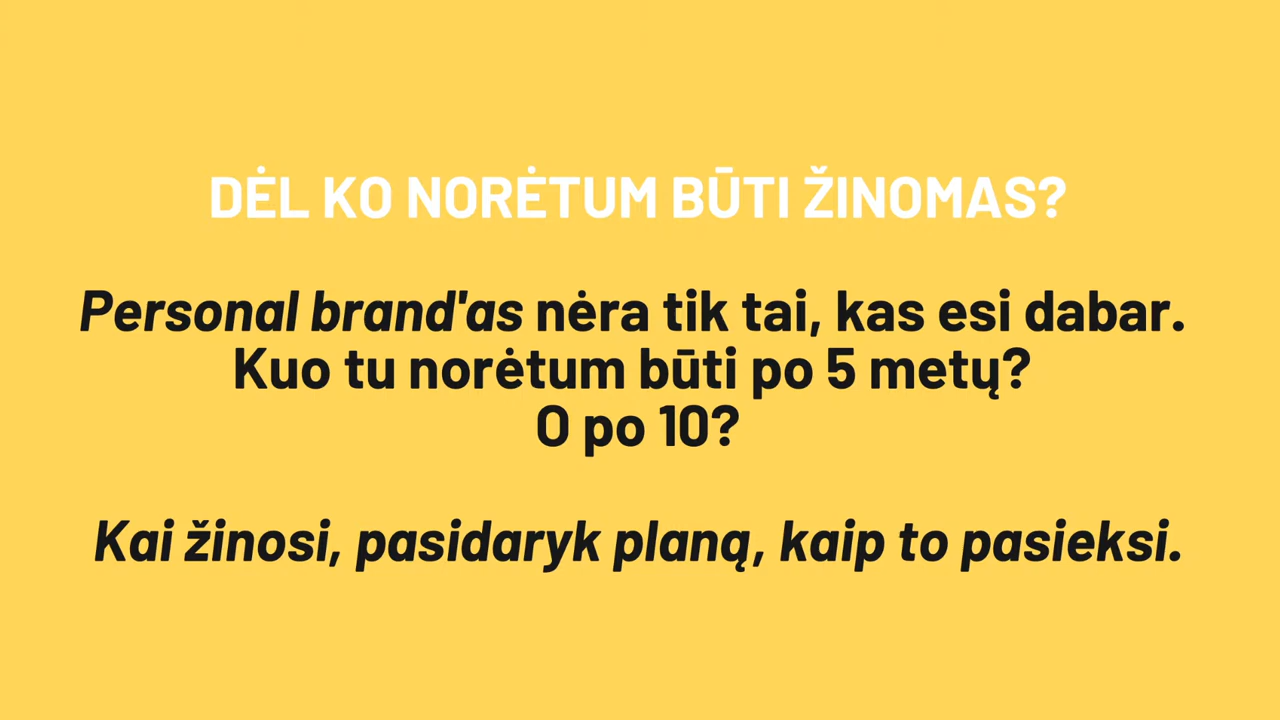 DĖL KO NORĖTUM BŪTI ŽINOMAS?
Personal brand'as nėra tik tai, kas esi dabar.
Kuo tu norėtum būti po 5 metų?
O po 10?
Kai žinosi, pasidaryk planą, kaip to pasieksi.